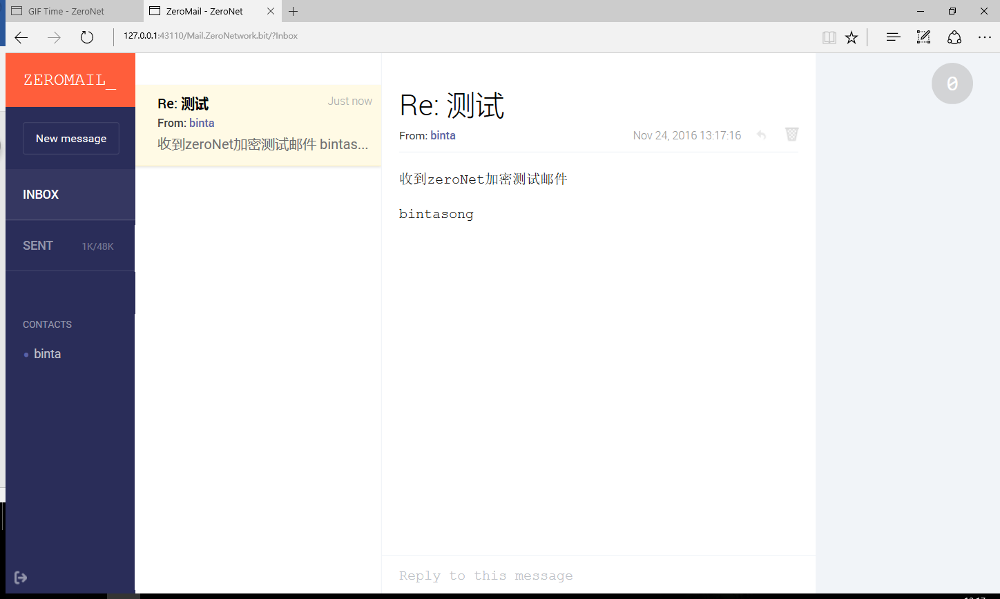 GIF Time - ZeroNet
ZeroMail - ZeroNet
127.0.0.1:43110/Mail.ZeroNetwork.bit/?Inbox
ZEROMAIL_
New message
INBOX
SENT 1K/48K
CONTACTS
binta
Re: 测试 Just now
From: binta
收到zeroNet加密测试邮件 bintas...
Re: 测试
From: binta Nov 24, 2016 13:17:16
收到zeroNet加密测试邮件
bintasong
Reply to this message
0